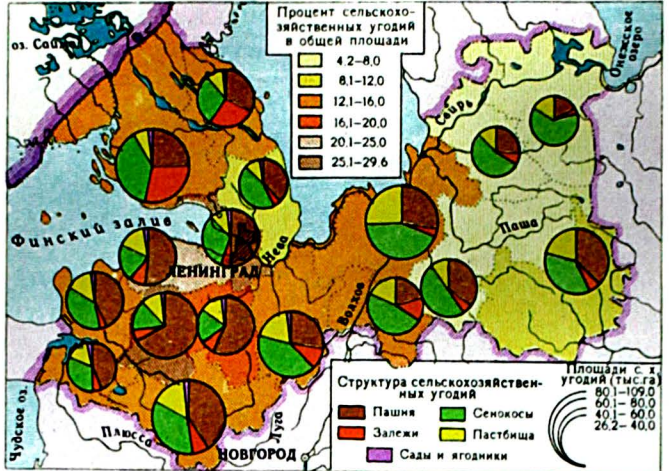 Процент сельскохо-
зяйственных угодий
в общей площади
4.2–8,0
8,1–12,0
12,1–16,0
16,1–20,0
20.1–25,0
25.1–29.6
оз.
Онежское
озеро
Свирь
Финский залив
Паша
Нева
ЛЕНИНГРАД
Волхов
Чудское оз.
Плюсса
Луга
НОВГОРОД
Структура сельскохозяйствен-
ных угодий
Пашня
Сенокосы
Залежи
Пастбища
Сады и ягодники
Площади с. х.
угодий (тыс.га)
80,1–109,0
60,1–80,0
40,1–60,0
26,2–40,0